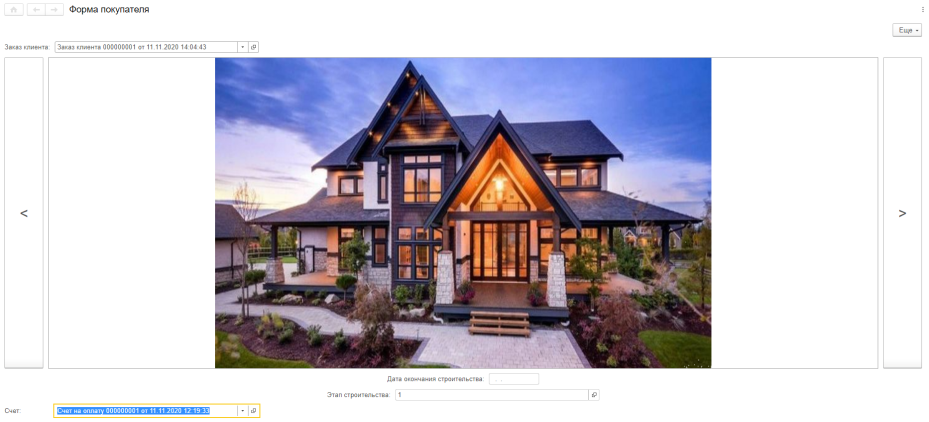 Форма покупателя
Еще
Заказ клиента: Заказ клиента 000000001 от 11.11.2020 14:04:43
< >
Дата окончания строительства: . .
Этап строительства: 1
Счет: Счет на оплату 000000001 от 11.11.2020 12:19:33